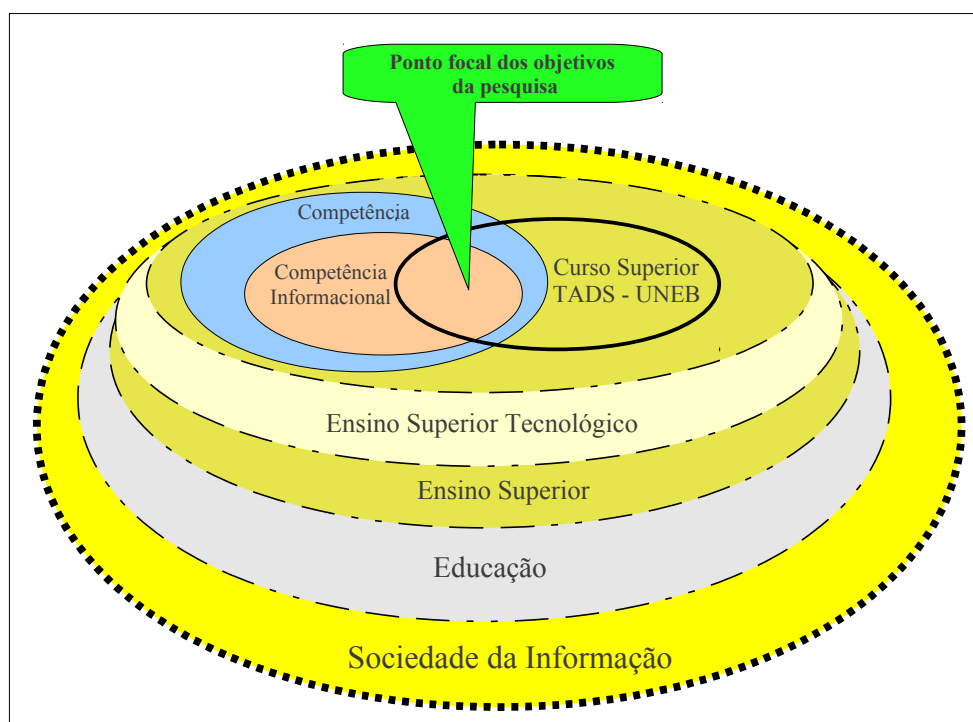 Ponto focal dos objetivos
da pesquisa
Competência
Competência
Informacional
Curso Superior
TADS - UNEB
Ensino Superior Tecnológico
Ensino Superior
Educação
Sociedade da Informação